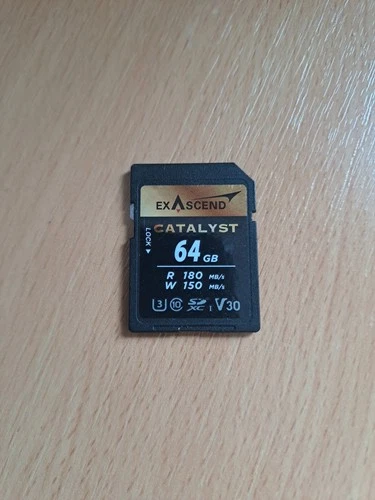 EXASCEND
CATALYST
LOCK
64 GB
R 180 MB/s
W 150 MB/s
3 10 SD XC I V30